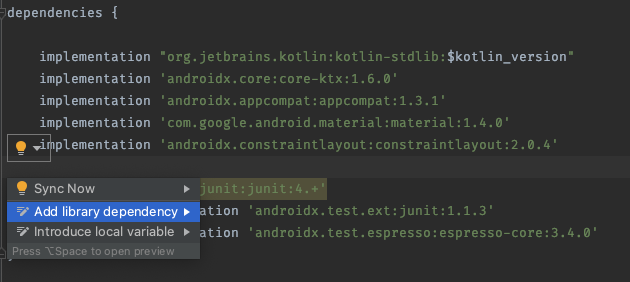 dependencies {
implementation "org.jetbrains.kotlin:kotlin-stdlib:$kotlin_version"
implementation 'androidx.core:core-ktx:1.6.0'
implementation 'androidx.appcompat:appcompat:1.3.1'
implementation 'com.google.android.material:material:1.4.0'
implementation 'androidx.constraintlayout:constraintlayout:2.0.4'
Sync Now junit:junit:4.+'
Add library dependency ation 'androidx.test.ext:junit:1.1.3'
Introduce local variable ation 'androidx.test.espresso:espresso-core:3.4.0'
Press ⌥Space to open preview